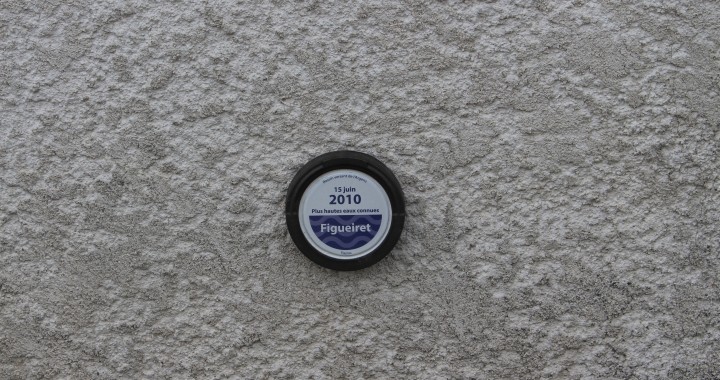 15 juin
2010
Plus hautes eaux connues
Figueiret